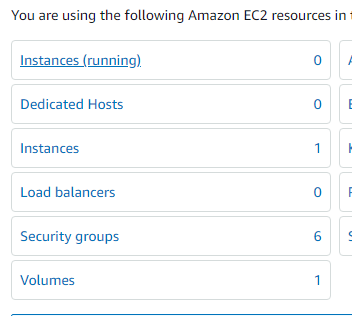 You are using the following Amazon EC2 resources in
Instances (running) 0
Dedicated Hosts 0
Instances 1
Load balancers 0
Security groups 6
Volumes 1